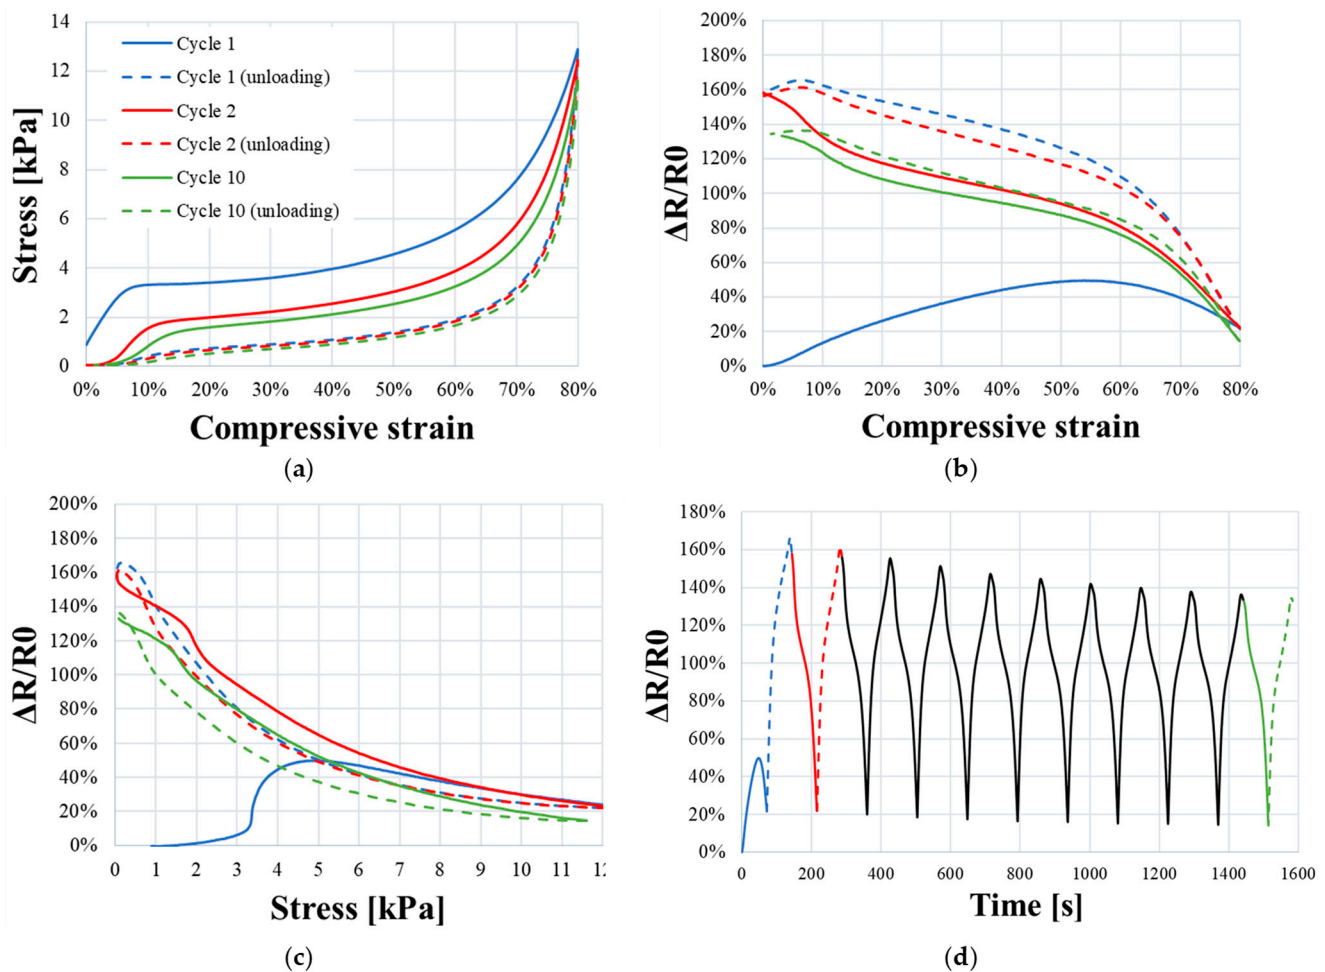 Stress [kPa]
14
12
10
8
6
4
2
0
Cycle 1
Cycle 1 (unloading)
Cycle 2
Cycle 2 (unloading)
Cycle 10
Cycle 10 (unloading)
0% 10% 20% 30% 40% 50% 60% 70% 80%
Compressive strain
(a)
ΔR/R0
200%
180%
160%
140%
120%
100%
80%
60%
40%
20%
0%
0% 10% 20% 30% 40% 50% 60% 70% 80%
Compressive strain
(b)
ΔR/R0
200%
180%
160%
140%
120%
100%
80%
60%
40%
20%
0%
0 1 2 3 4 5 6 7 8 9 10 11 12
Stress [kPa]
(c)
ΔR/R0
180%
160%
140%
120%
100%
80%
60%
40%
20%
0%
0 200 400 600 800 1000 1200 1400 1600
Time [s]
(d)